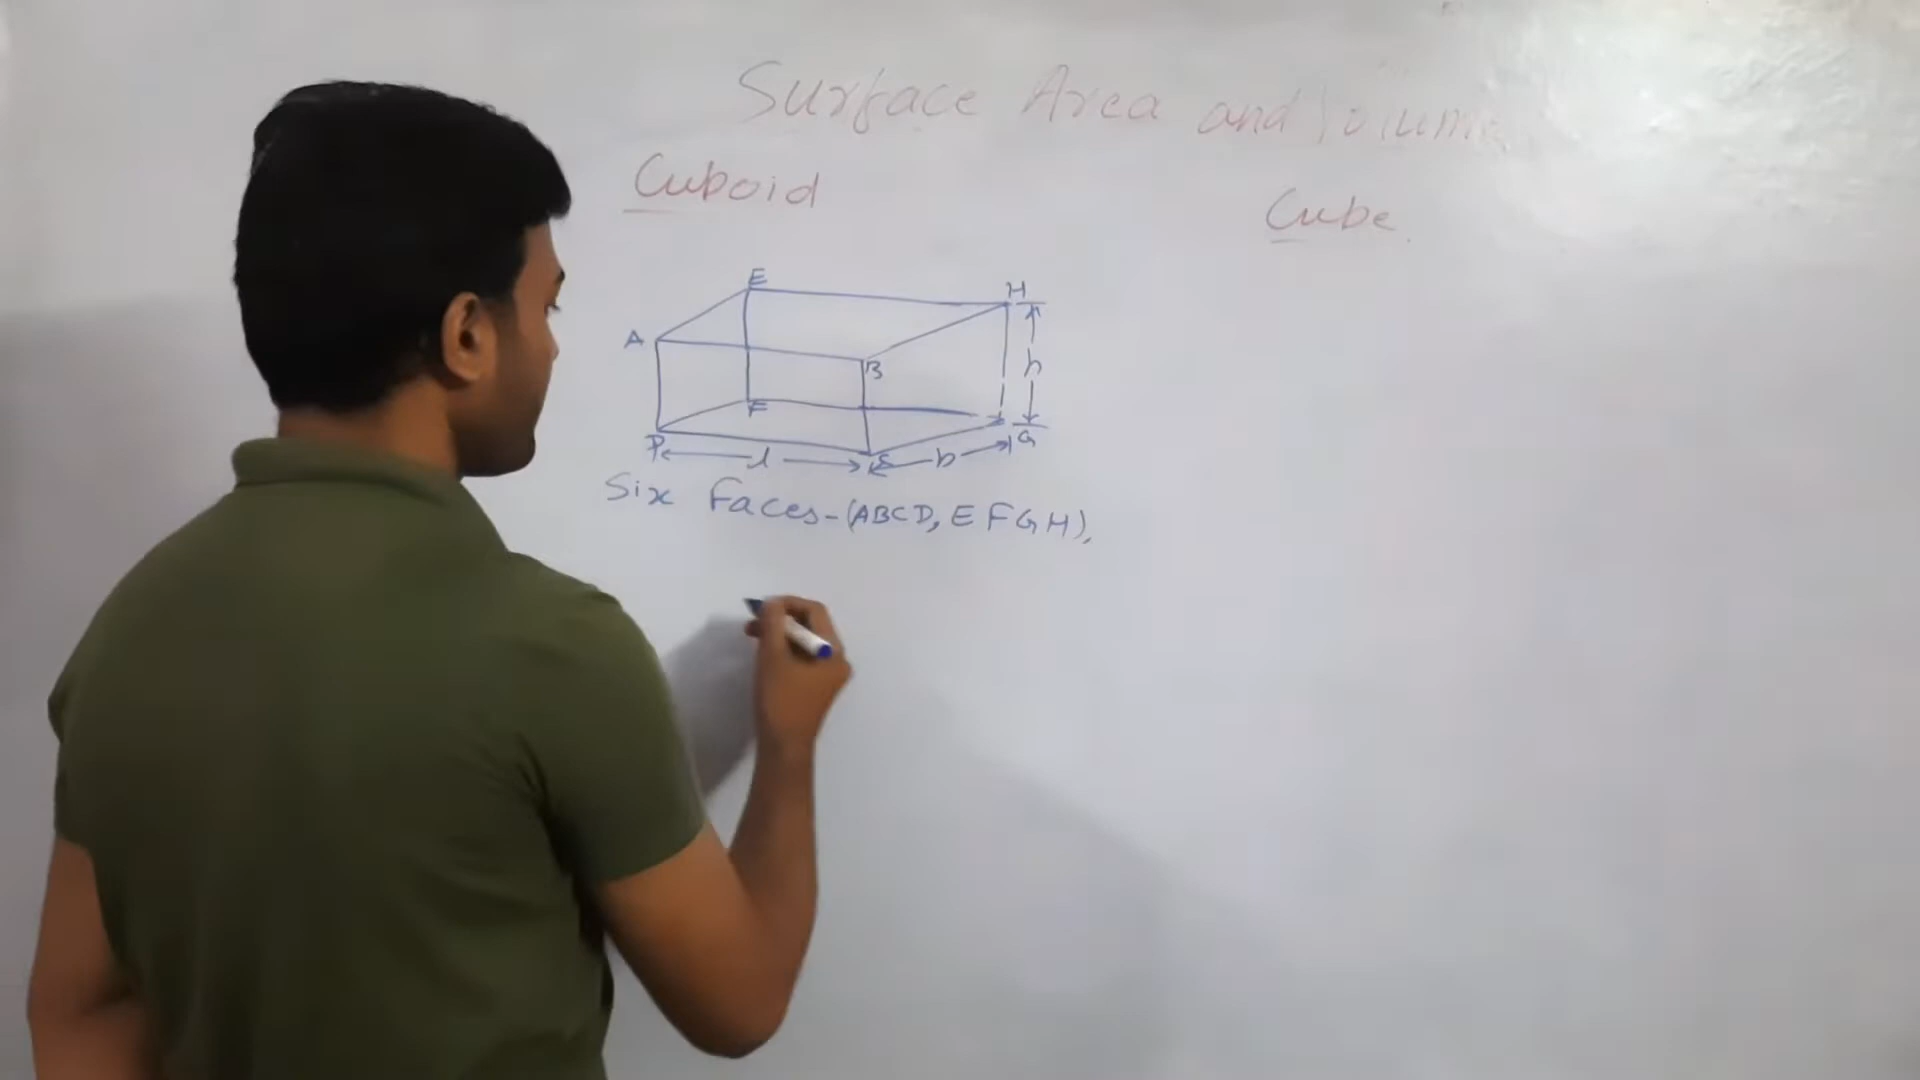 Surface Area and Volume
Cuboid
Cube.
E
H
A
B
h
F
P
G
l
b
Six Faces-(ABCD, EFGH),